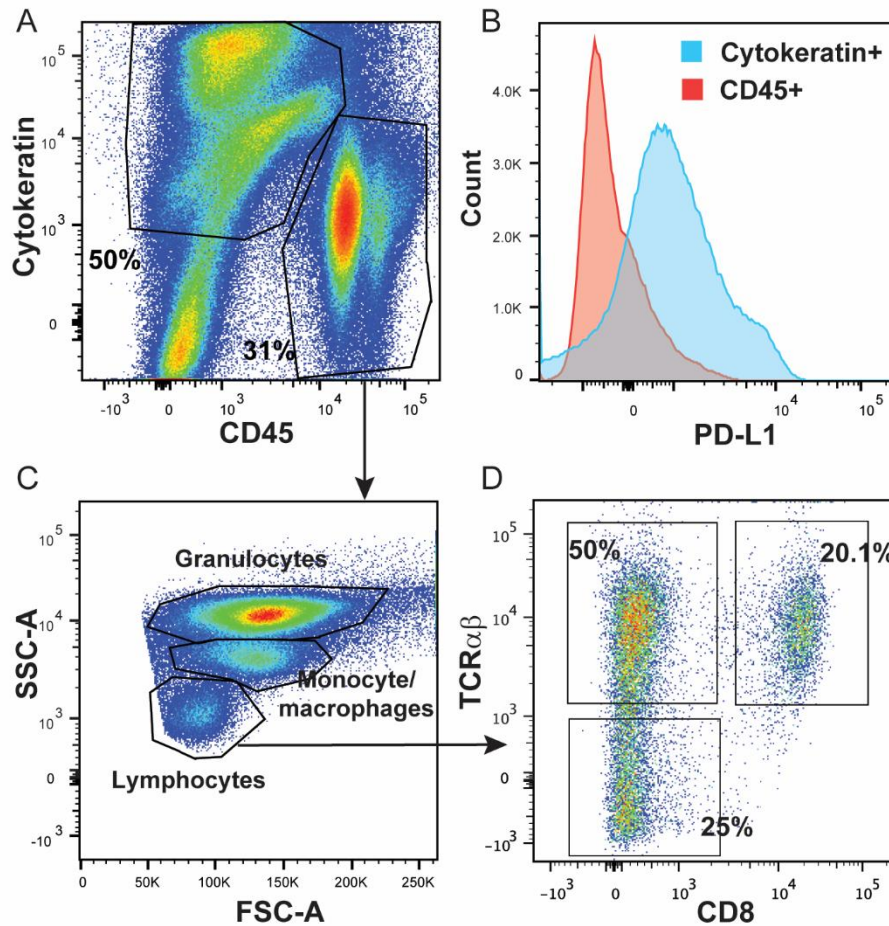 A
Cytokeratin
10^5
10^4
10^3
0
50%
31%
-10^3
0
10^3
10^4
10^5
CD45
B
Cytokeratin+
CD45+
Count
4.0K
3.0K
2.0K
1.0K
0
0
10^4
10^5
PD-L1
C
SSC-A
10^5
10^4
10^3
0
-10^3
Granulocytes
Monocyte/
macrophages
Lymphocytes
0
50K
100K
150K
200K
250K
FSC-A
D
TCRαβ
10^5
10^4
10^3
0
-10^3
50%
20.1%
25%
-10^3
0
10^3
10^4
10^5
CD8